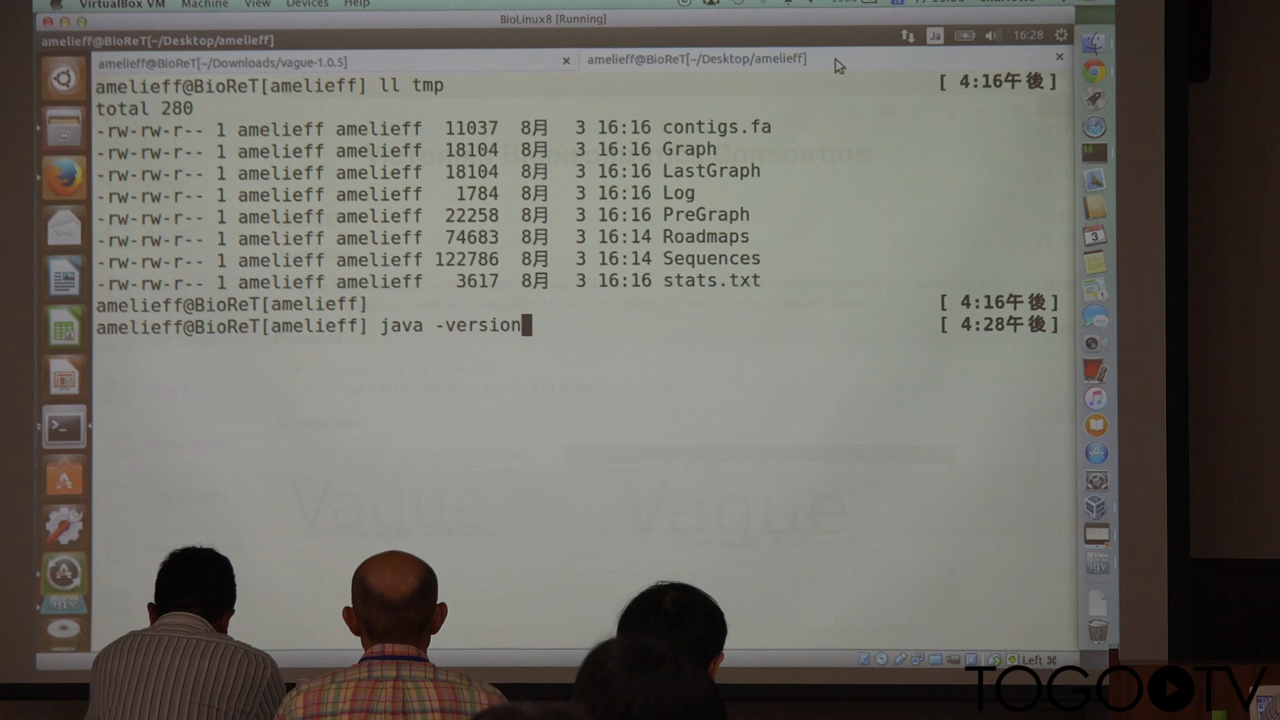 VirtualBox VM Machine View Devices Help
BioLinux8 [Running]
amelieff@BioReT[~/Desktop/amelieff]
Ja 16:28
amelieff@BioReT[~/Downloads/vague-1.0.5] × amelieff@BioReT[~/Desktop/amelieff] ×
amelieff@BioReT[amelieff] ll tmp [ 4:16午後]
total 280
-rw-rw-r-- 1 amelieff amelieff 11037 8月 3 16:16 contigs.fa
-rw-rw-r-- 1 amelieff amelieff 18104 8月 3 16:16 Graph
-rw-rw-r-- 1 amelieff amelieff 18104 8月 3 16:16 LastGraph
-rw-rw-r-- 1 amelieff amelieff 1784 8月 3 16:16 Log
-rw-rw-r-- 1 amelieff amelieff 22258 8月 3 16:16 PreGraph
-rw-rw-r-- 1 amelieff amelieff 74683 8月 3 16:14 Roadmaps
-rw-rw-r-- 1 amelieff amelieff 122786 8月 3 16:14 Sequences
-rw-rw-r-- 1 amelieff amelieff 3617 8月 3 16:16 stats.txt
amelieff@BioReT[amelieff] [ 4:16午後]
amelieff@BioReT[amelieff] java -version [ 4:28午後]
Vague Vague
Left ⌘
TOGO TV